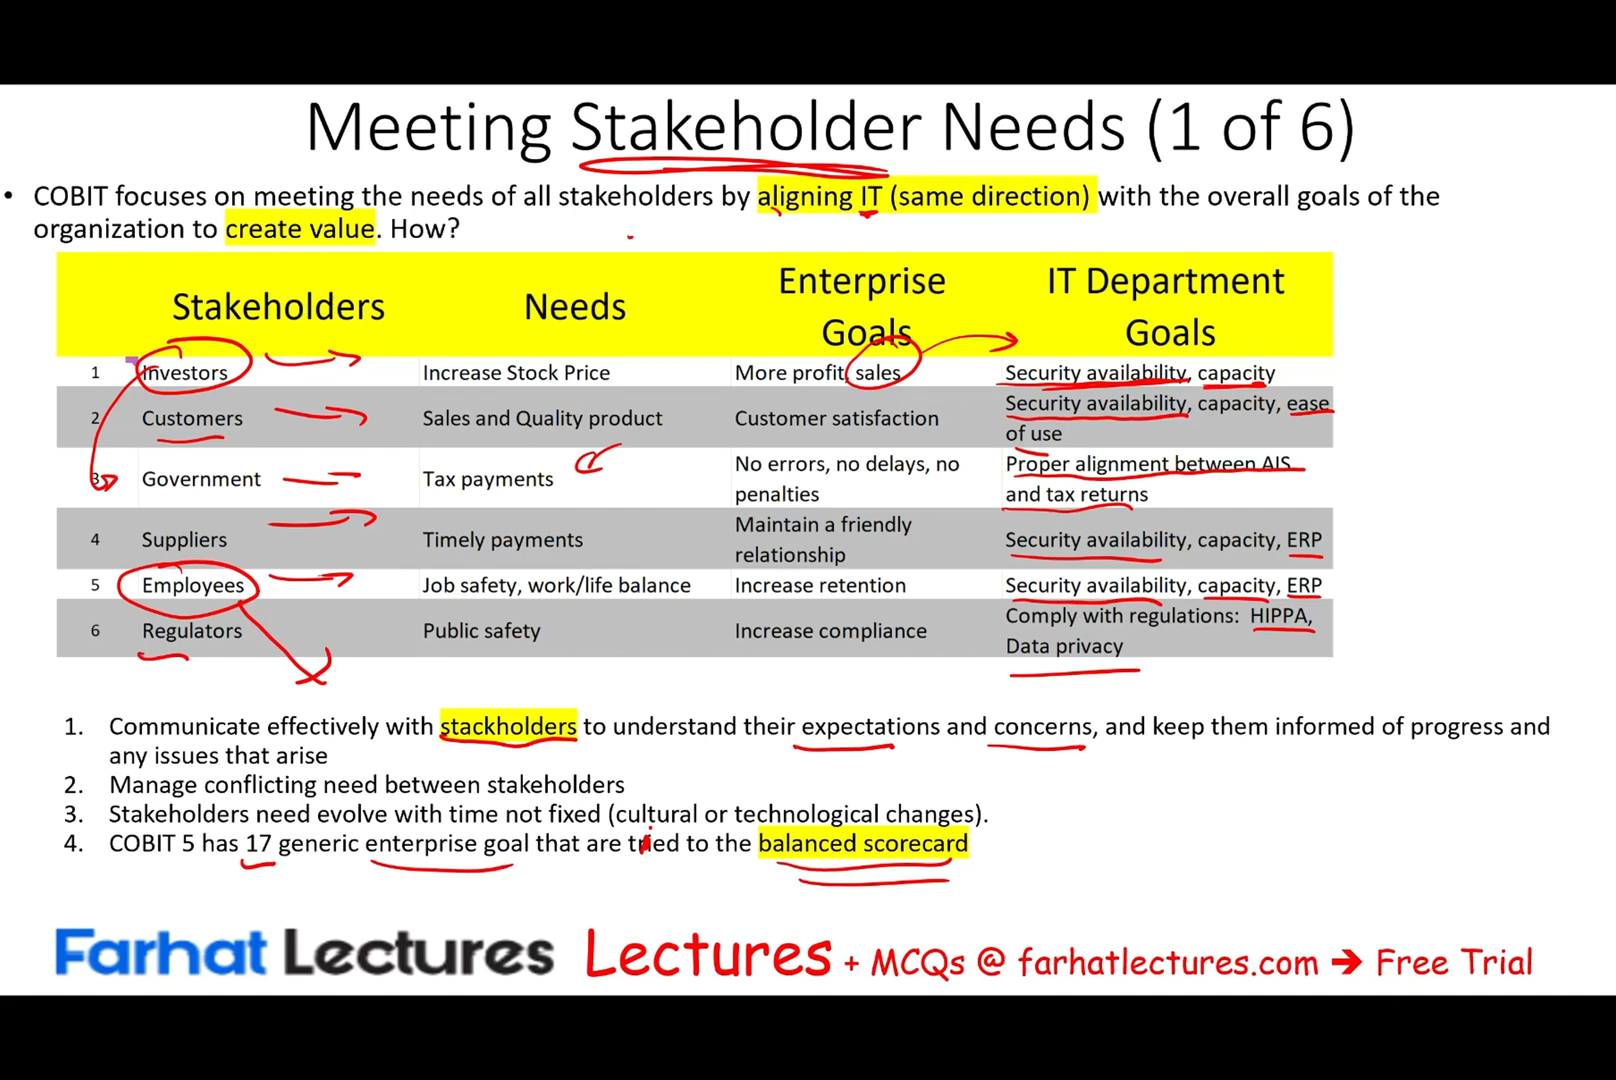 Meeting Stakeholder Needs (1 of 6)
• COBIT focuses on meeting the needs of all stakeholders by aligning IT (same direction) with the overall goals of the
organization to create value. How?
Stakeholders Needs Enterprise Goals IT Department Goals
1 Investors Increase Stock Price More profit, sales Security availability, capacity
2 Customers Sales and Quality product Customer satisfaction Security availability, capacity, ease of use
3 Government Tax payments No errors, no delays, no penalties Proper alignment between AIS and tax returns
4 Suppliers Timely payments Maintain a friendly relationship Security availability, capacity, ERP
5 Employees Job safety, work/life balance Increase retention Security availability, capacity, ERP
6 Regulators Public safety Increase compliance Comply with regulations: HIPPA, Data privacy
1. Communicate effectively with stackholders to understand their expectations and concerns, and keep them informed of progress and
any issues that arise
2. Manage conflicting need between stakeholders
3. Stakeholders need evolve with time not fixed (cultural or technological changes).
4. COBIT 5 has 17 generic enterprise goal that are tried to the balanced scorecard
Farhat Lectures Lectures + MCQs @ farhatlectures.com → Free Trial